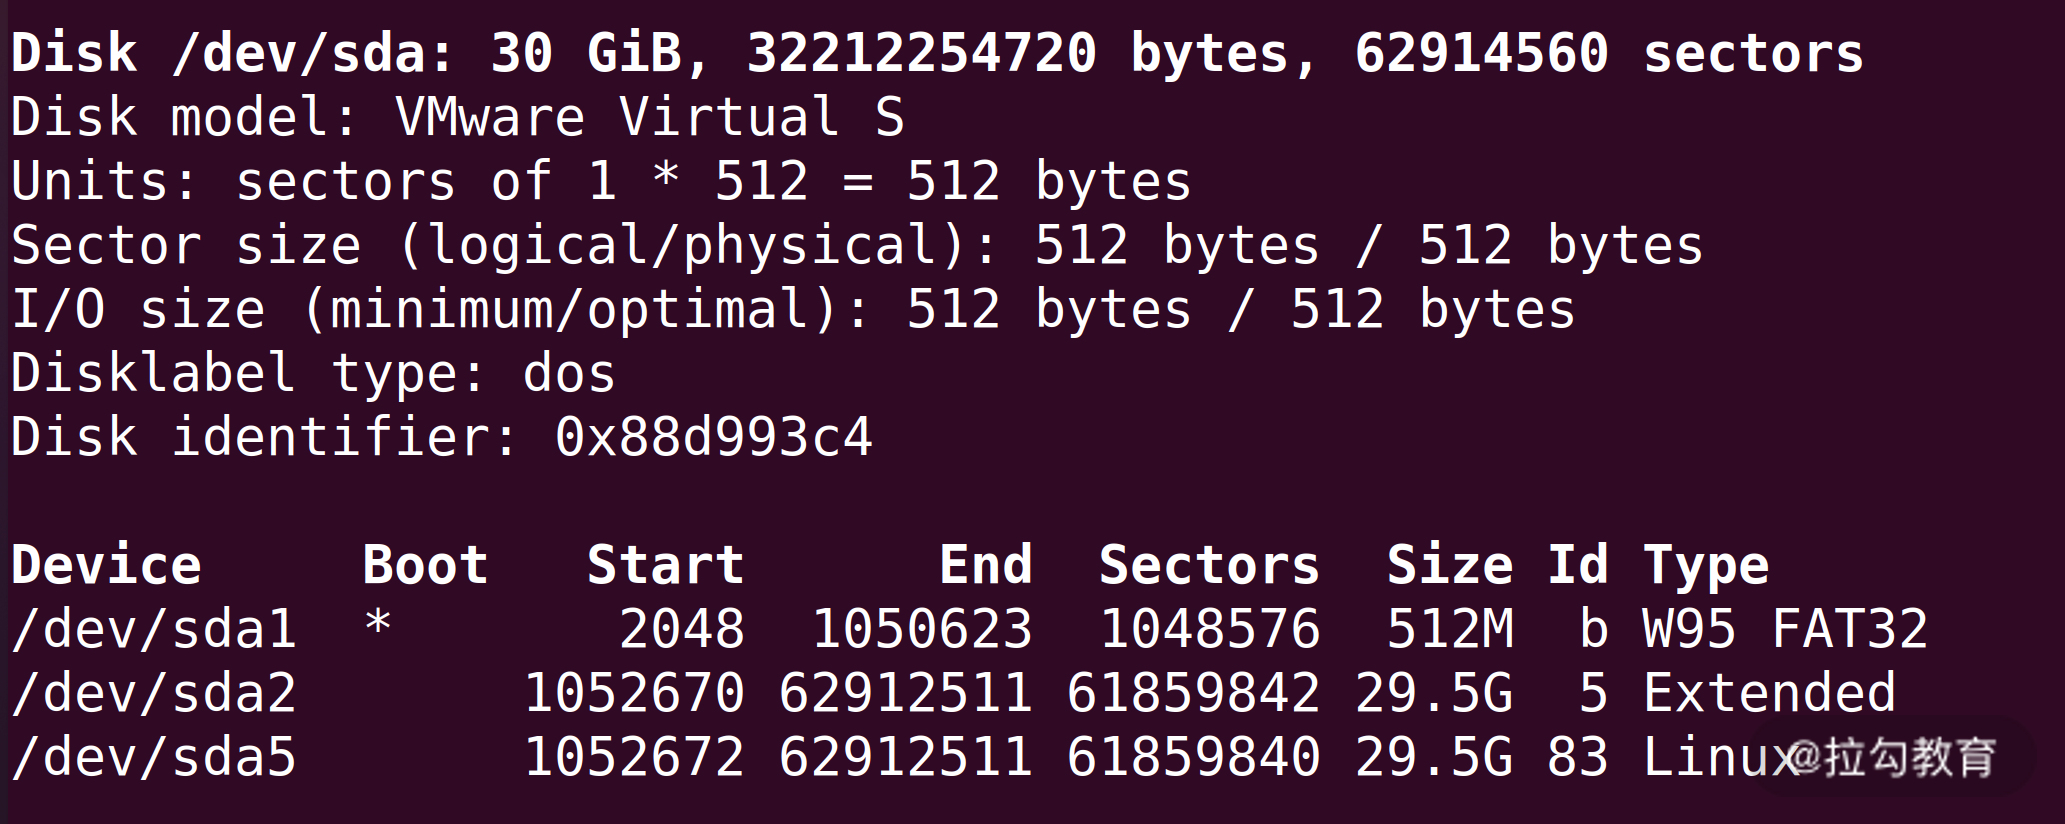 Disk /dev/sda: 30 GiB, 32212254720 bytes, 62914560 sectors
Disk model: VMware Virtual S
Units: sectors of 1 * 512 = 512 bytes
Sector size (logical/physical): 512 bytes / 512 bytes
I/O size (minimum/optimal): 512 bytes / 512 bytes
Disklabel type: dos
Disk identifier: 0x88d993c4
Device     Boot   Start      End  Sectors  Size Id Type
/dev/sda1  *       2048  1050623  1048576  512M  b W95 FAT32
/dev/sda2       1052670 62912511 61859842 29.5G  5 Extended
/dev/sda5       1052672 62912511 61859840 29.5G 83 Linux
@拉勾教育